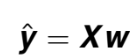 ŷ = Xw